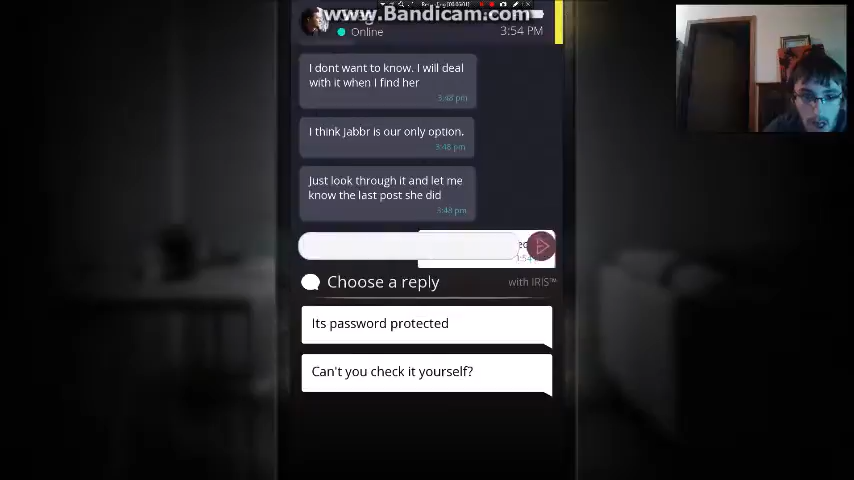 www.Bandicam.com
Online
3:54 PM
I dont want to know. I will deal
with it when I find her
3:48 pm
I think Jabbr is our only option.
3:48 pm
Just look through it and let me
know the last post she did
3:48 pm
Choose a reply
with IRIS™
Its password protected
Can't you check it yourself?